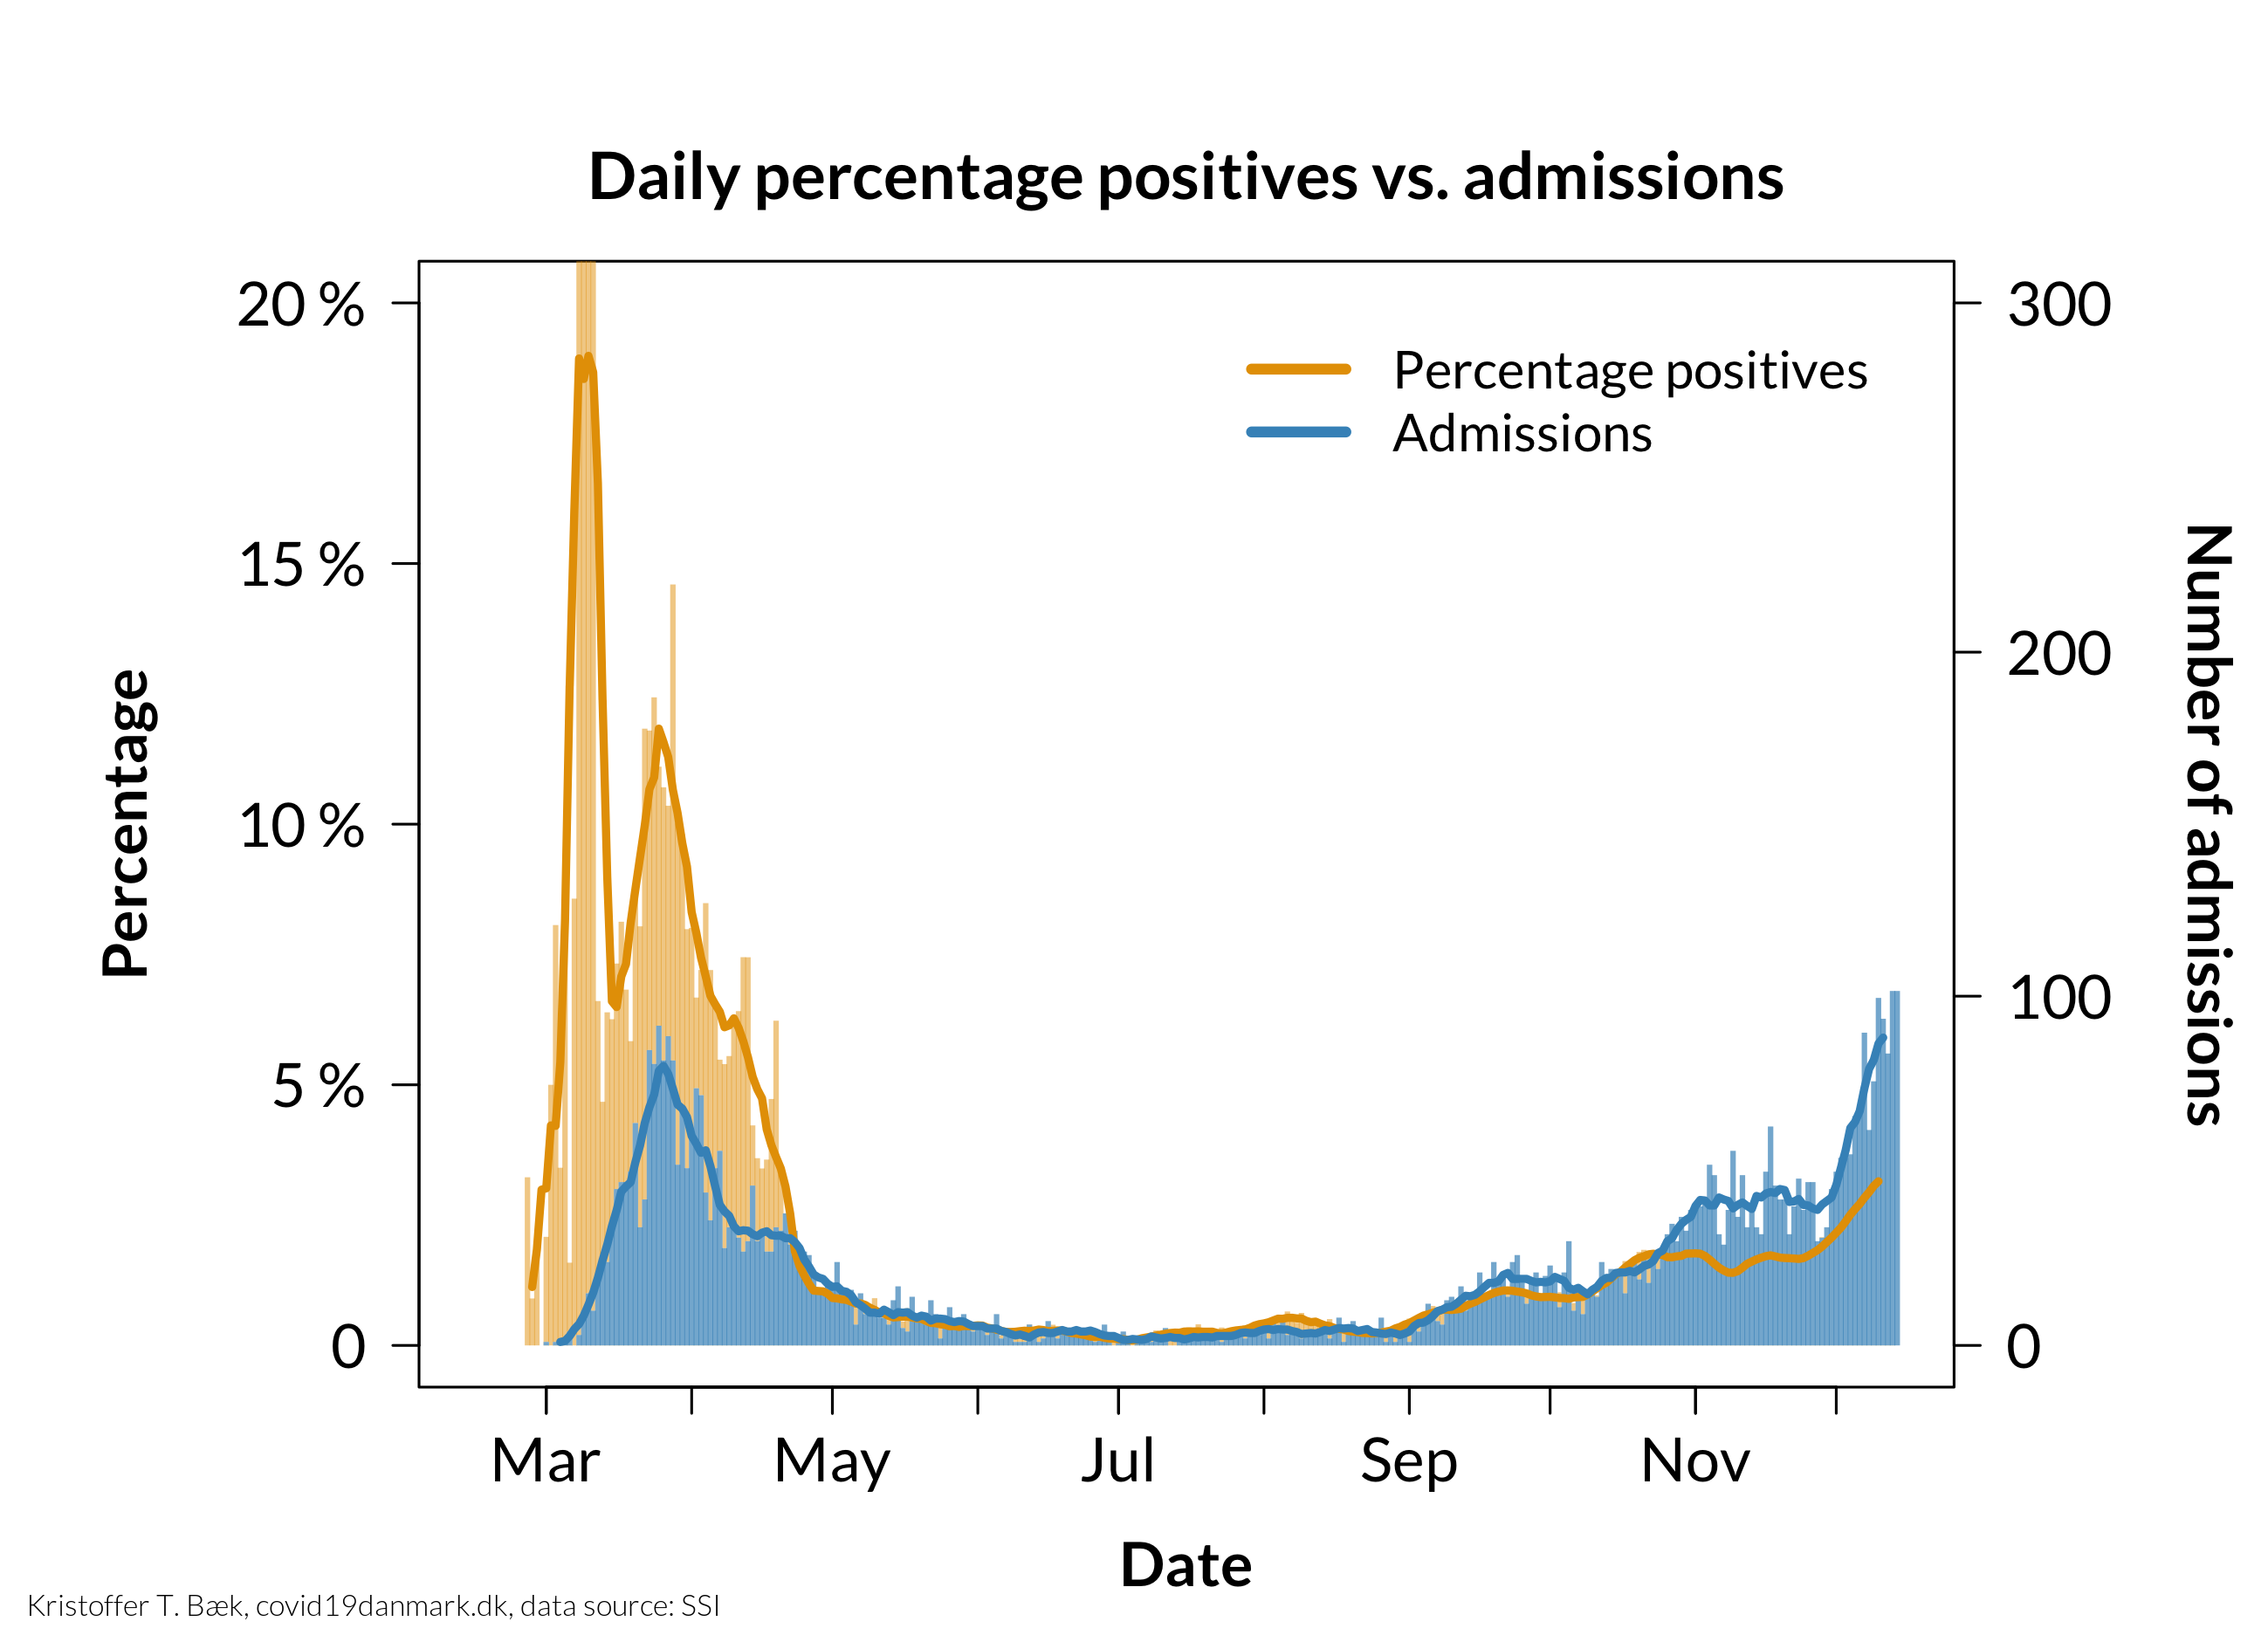 Daily percentage positives vs. admissions
20 %
15 %
10 %
5 %
0
Percentage
300
200
100
0
Number of admissions
Percentage positives
Admissions
Mar May Jul Sep Nov
Date
Kristoffer T. Bæk, covid19danmark.dk, data source: SSI